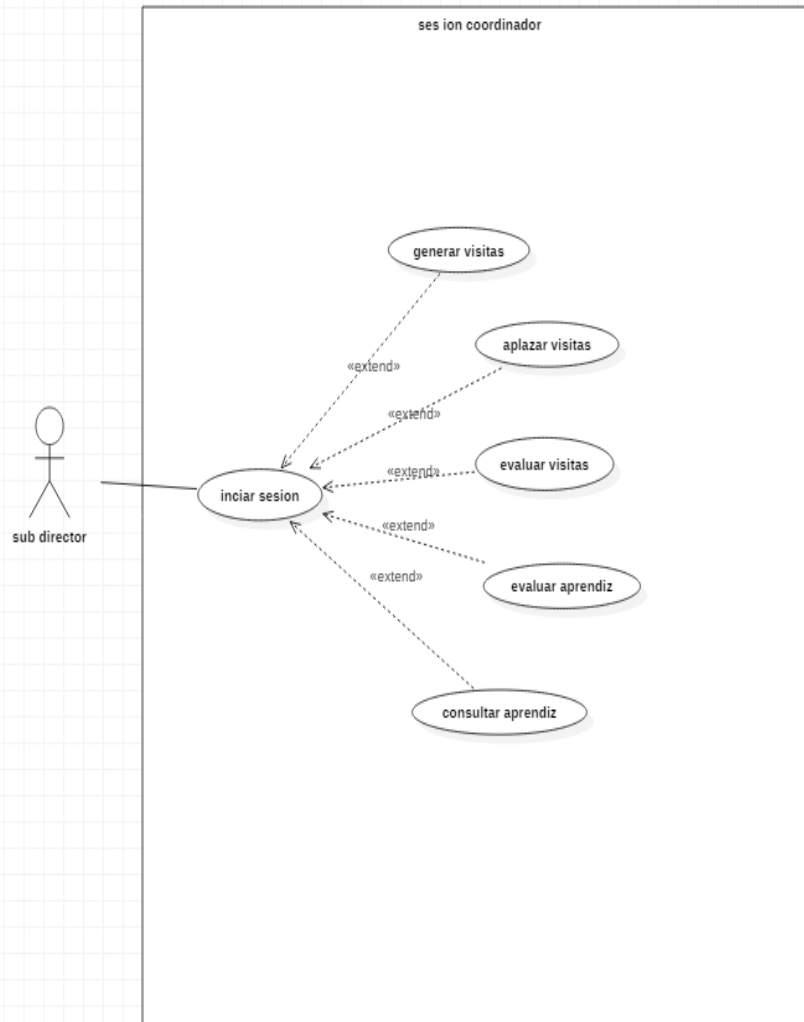 ses ion coordinador
generar visitas
«extend»
aplazar visitas
«extend»
evaluar visitas
«extend»
inciar sesion
«extend»
sub director
«extend»
evaluar aprendiz
consultar aprendiz